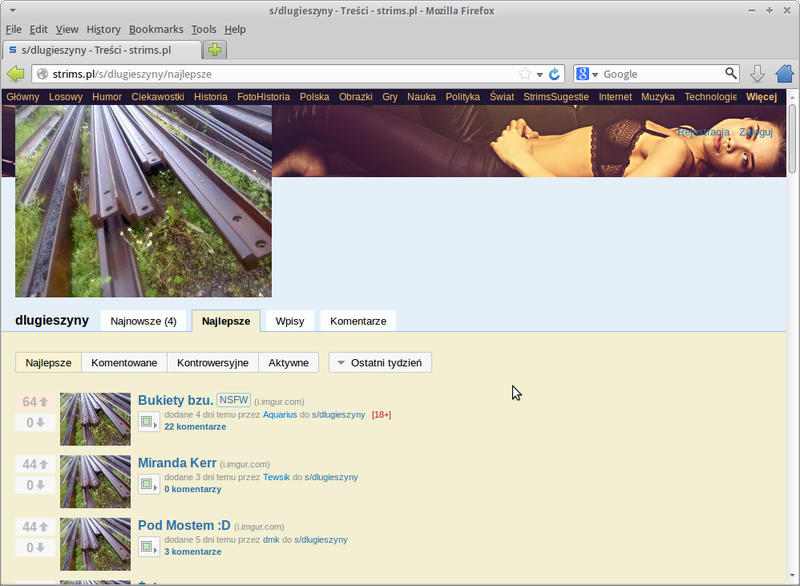 s/dlugieszyny - Treści - strims.pl - Mozilla Firefox
File Edit View History Bookmarks Tools Help
s/dlugieszyny - Treści - strims.pl
strims.pl/s/dlugieszyny/najlepsze Google
Główny Losowy Humor Ciekawostki Historia FotoHistoria Polska Obrazki Gry Nauka Polityka Świat StrimsSugestie Internet Muzyka Technologie Więcej
Rejestracja Zaloguj
dlugieszyny Najnowsze (4) Najlepsze Wpisy Komentarze
Najlepsze Komentowane Kontrowersyjne Aktywne Ostatni tydzień
64 Bukiety bzu. NSFW (i.imgur.com)
0 dodane 4 dni temu przez Aquarius do s/dlugieszyny [18+]
22 komentarze
44 Miranda Kerr (i.imgur.com)
0 dodane 3 dni temu przez Tewsik do s/dlugieszyny
0 komentarzy
44 Pod Mostem :D (i.imgur.com)
0 dodane 5 dni temu przez dmk do s/dlugieszyny
3 komentarze